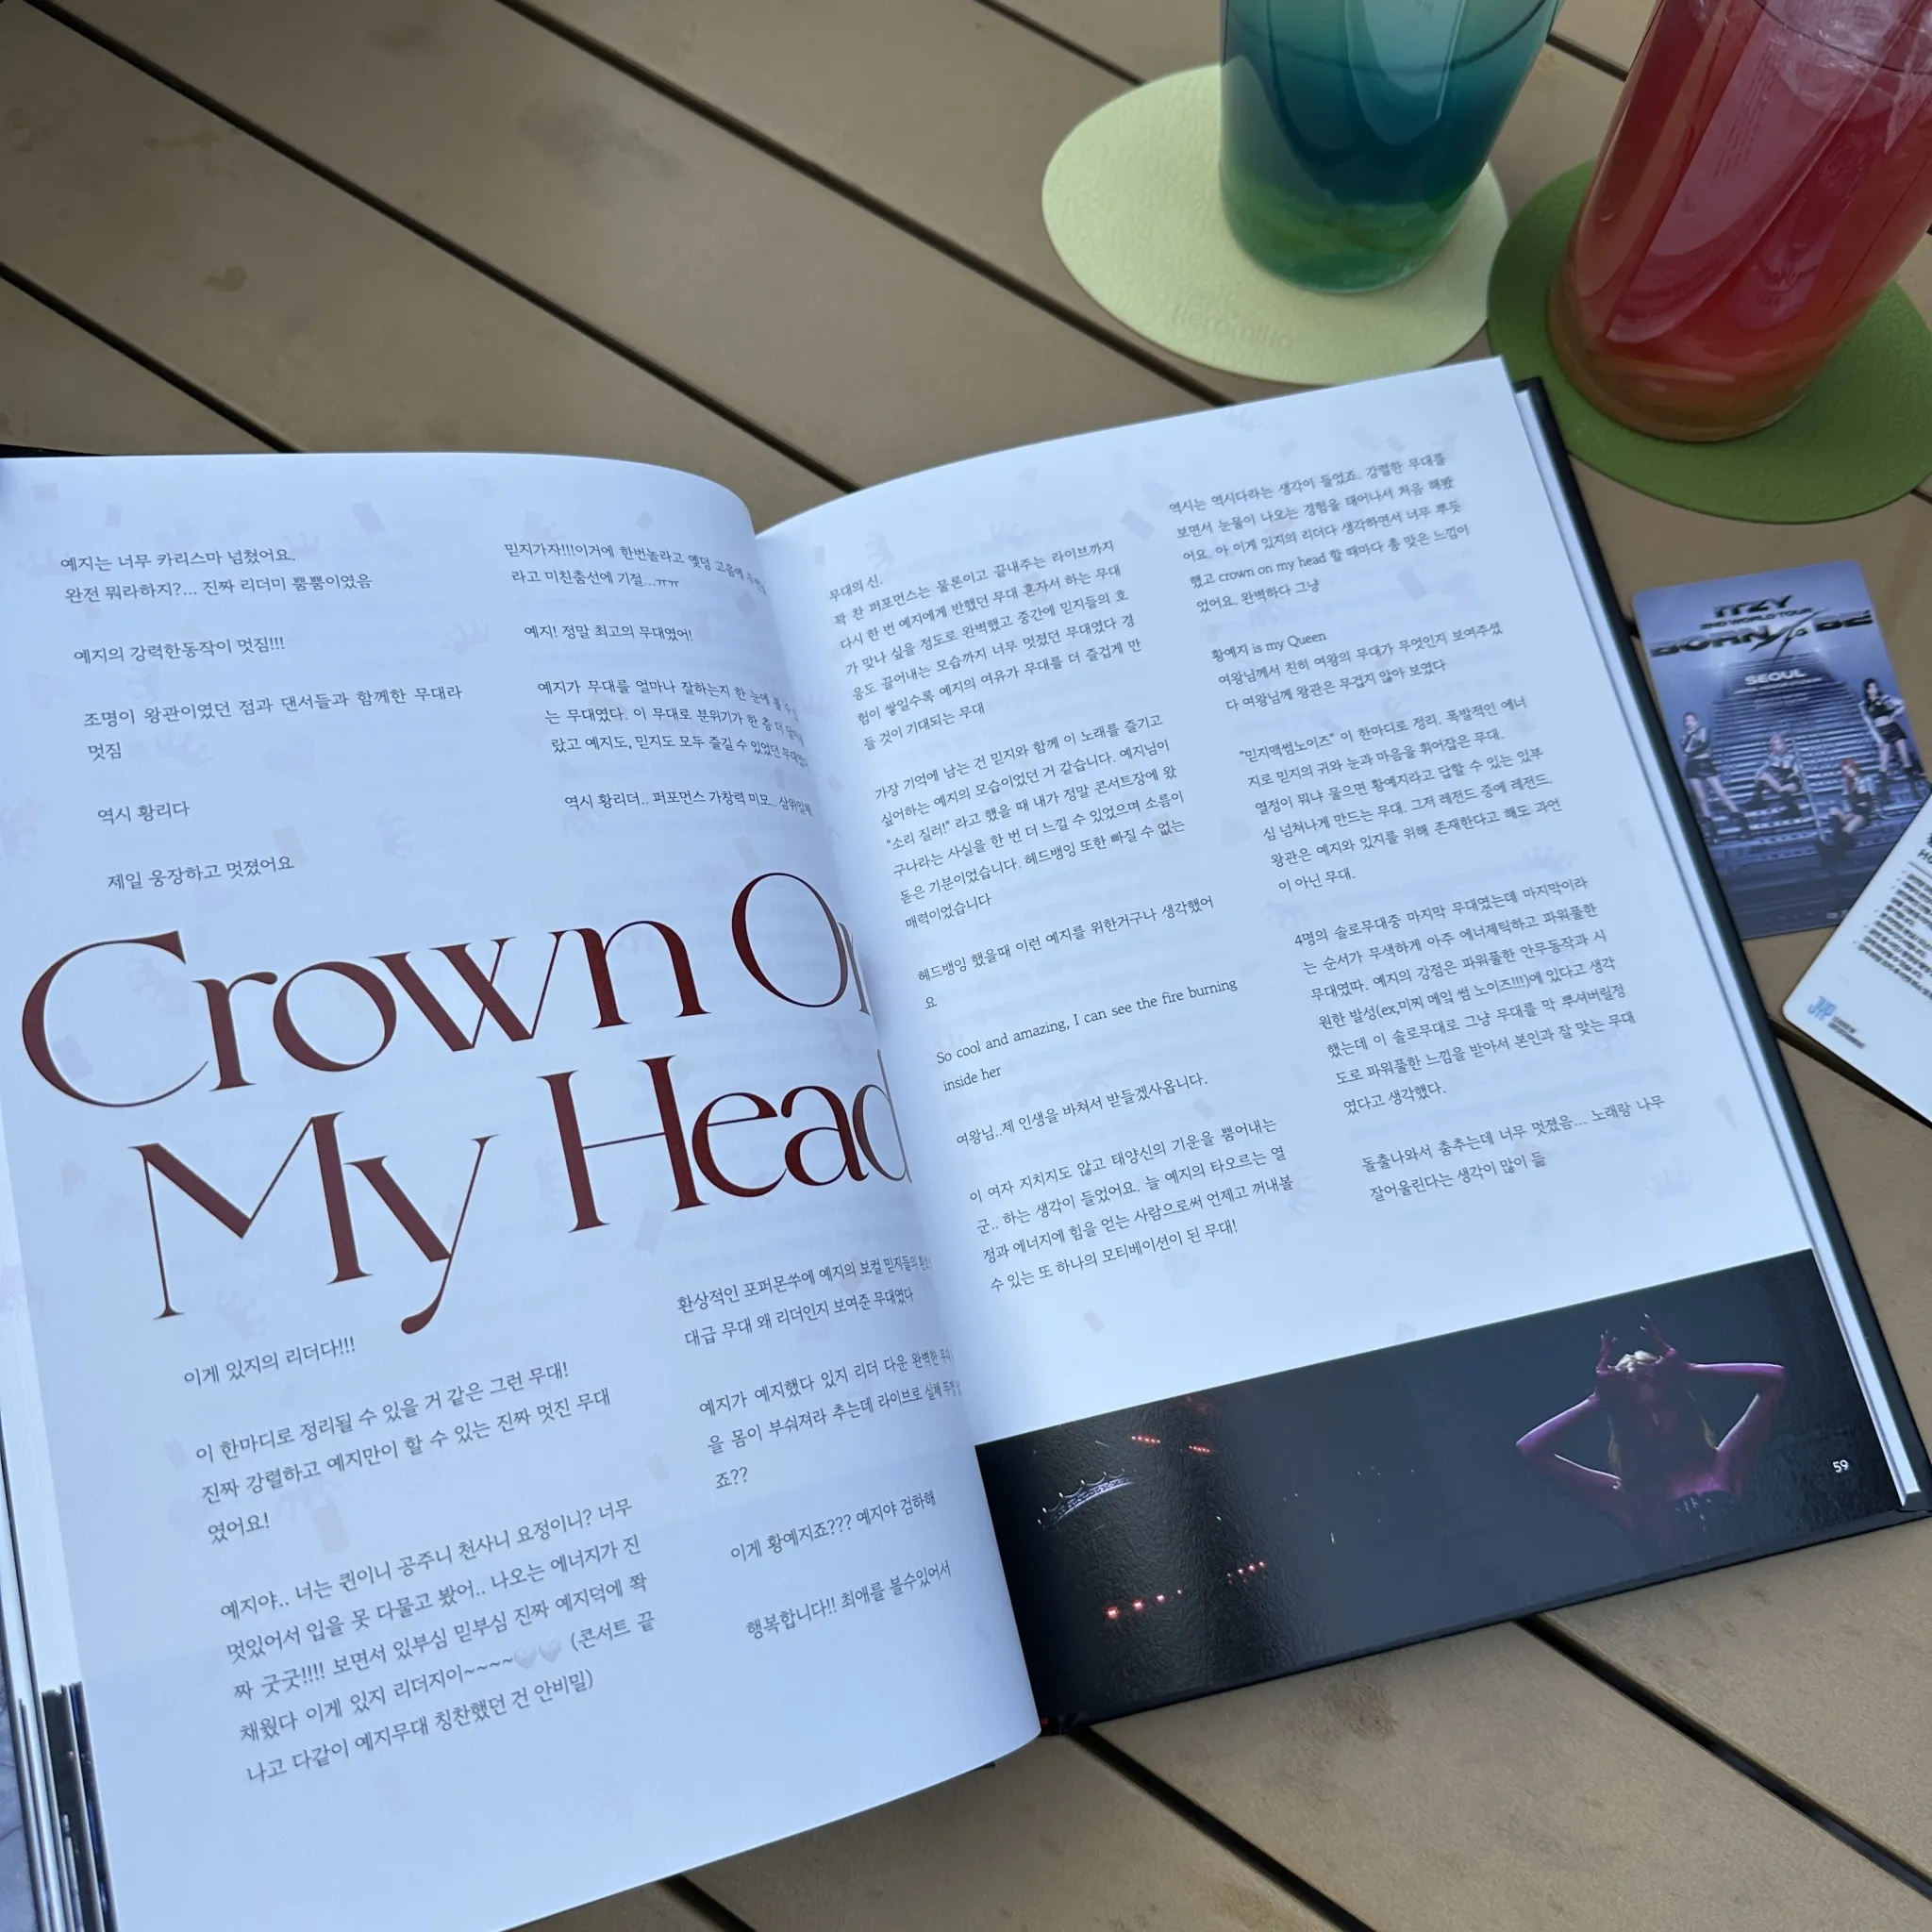 예지는 너무 카리스마 넘쳤어요.
완전 뭐라하지?... 진짜 리더미 뿜뿜이였음
예지의 강력한동작이 멋짐!!!
조명이 왕관이였던 점과 댄서들과 함께한 무대라
멋짐
역시 황리다
제일 웅장하고 멋졌어요
믿지가자!!!이거에 한번놀라고 옛덩 고음에
라고 미친춤선에 기절...ㅠㅠ
예지! 정말 최고의 무대였어!
예지가 무대를 얼마나 잘하는지 한 눈에 볼 수
는 무대였다. 이 무대로 분위기가 한 층 더
랐고 예지도, 믿지도 모두 즐길 수 있었던
역시 황리더.. 퍼포먼스 가창력 미모.. 삼위일체
Crown On
My Head
이게 있지의 리더다!!!
이 한마디로 정리될 수 있을 거 같은 그런 무대!
진짜 강렬하고 예지만이 할 수 있는 진짜 멋진 무대
였어요!
예지야.. 너는 퀸이니 공주니 천사니 요정이니? 너무
멋있어서 입을 못 다물고 봤어.. 나오는 에너지가 진
짜 굿굿!!!! 보면서 있부심 믿부심 진짜 예지덕에 꽉
채웠다 이게 있지 리더지이~~~~🤍🤍 (콘서트 끝
나고 다같이 예지무대 칭찬했던 건 안비밀)
환상적인 포퍼몬쑤에 예지의 보컬 믿지들의
대급 무대 왜 리더인지 보여준 무대였다
예지가 예지했다 있지 리더 다운 완벽한
을 몸이 부숴져라 추는데 라이브로 실제
죠??
이게 황예지죠??? 예지야 검하해
행복합니다!! 최애를 볼수있어서
무대의 신.
꽉 찬 퍼포먼스는 물론이고 끝내주는 라이브까지
다시 한 번 예지에게 반했던 무대 혼자서 하는 무대
가 맞나 싶을 정도로 완벽했고 중간에 믿지들의 호
응도 끌어내는 모습까지 너무 멋졌던 무대였다 경
험이 쌓일수록 예지의 여유가 무대를 더 즐겁게 만
들 것이 기대되는 무대
가장 기억에 남는 건 믿지와 함께 이 노래를 즐기고
싶어하는 예지의 모습이었던 거 같습니다. 예지님이
"소리 질러!" 라고 했을 때 내가 정말 콘서트장에 왔
구나라는 사실을 한 번 더 느낄 수 있었으며 소름이
돋은 기분이었습니다. 헤드뱅잉 또한 빠질 수 없는
매력이었습니다
헤드뱅잉 했을때 이런 예지를 위한거구나 생각했어
요
So cool and amazing, I can see the fire burning
inside her
여왕님..제 인생을 바쳐서 받들겠사옵니다.
이 여자 지치지도 않고 태양신의 기운을 뿜어내는
군.. 하는 생각이 들었어요. 늘 예지의 타오르는 열
정과 에너지에 힘을 얻는 사람으로써 언제고 꺼내볼
수 있는 또 하나의 모티베이션이 된 무대!
역시는 역시다라는 생각이 들었죠. 강렬한 무대를
보면서 눈물이 나오는 경험을 태어나서 처음 해봤
어요. 아 이게 있지의 리더다 생각하면서 너무 뿌듯
했고 crown on my head 할 때마다 총 맞은 느낌이
었어요. 완벽하다 그냥
황예지 is my Queen
여왕님께서 친히 여왕의 무대가 무엇인지 보여주셨
다 여왕님께 왕관은 무겁지 않아 보였다
"믿지맥썸노이즈" 이 한마디로 정리. 폭발적인 에너
지로 믿지의 귀와 눈과 마음을 휘어잡은 무대.
열정이 뭐냐 물으면 황예지라고 답할 수 있는 있부
심 넘쳐나게 만드는 무대. 그저 레전드 중에 레전드.
왕관은 예지와 있지를 위해 존재한다고 해도 과언
이 아닌 무대.
4명의 솔로무대중 마지막 무대였는데 마지막이라
는 순서가 무색하게 아주 에너제틱하고 파워풀한
무대였따. 예지의 강점은 파워풀한 안무동작과 시
원한 발성(ex,미찌 메잌 썸 노이즈!!!)에 있다고 생각
했는데 이 솔로무대로 그냥 무대를 막 뿌셔버릴정
도로 파워풀한 느낌을 받아서 본인과 잘 맞는 무대
였다고 생각했다.
돌출나와서 춤추는데 너무 멋졌음... 노래랑 나무
잘어울린다는 생각이 많이 듦
59
ITZY
2ND WORLD TOUR
BORN TO BE
SEOUL
JYP